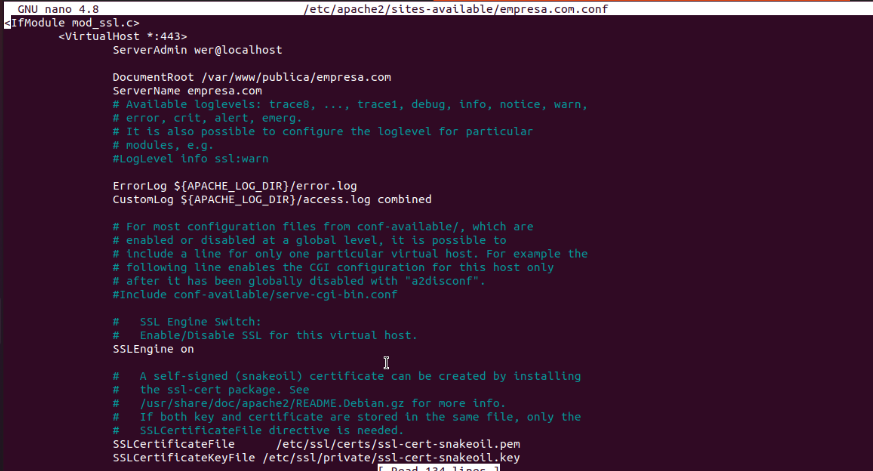 GNU nano 4.8 /etc/apache2/sites-available/empresa.com.conf
<IfModule mod_ssl.c>
<VirtualHost *:443>
ServerAdmin wer@localhost
DocumentRoot /var/www/publica/empresa.com
ServerName empresa.com
# Available loglevels: trace8, ..., trace1, debug, info, notice, warn,
# error, crit, alert, emerg.
# It is also possible to configure the loglevel for particular
# modules, e.g.
#LogLevel info ssl:warn
ErrorLog ${APACHE_LOG_DIR}/error.log
CustomLog ${APACHE_LOG_DIR}/access.log combined
# For most configuration files from conf-available/, which are
# enabled or disabled at a global level, it is possible to
# include a line for only one particular virtual host. For example the
# following line enables the CGI configuration for this host only
# after it has been globally disabled with "a2disconf".
#Include conf-available/serve-cgi-bin.conf
#   SSL Engine Switch:
#   Enable/Disable SSL for this virtual host.
SSLEngine on
#   A self-signed (snakeoil) certificate can be created by installing
#   the ssl-cert package. See
#   /usr/share/doc/apache2/README.Debian.gz for more info.
#   If both key and certificate are stored in the same file, only the
#   SSLCertificateFile directive is needed.
SSLCertificateFile      /etc/ssl/certs/ssl-cert-snakeoil.pem
SSLCertificateKeyFile /etc/ssl/private/ssl-cert-snakeoil.key
[ Read 134 lines ]